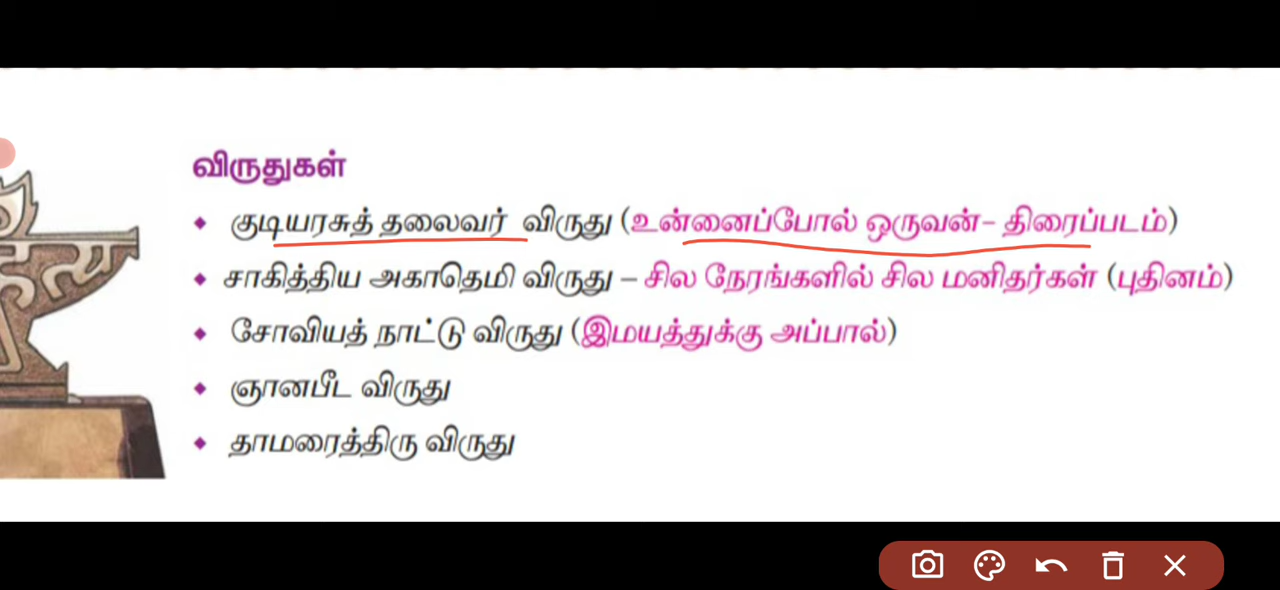 விருதுகள்
குடியரசுத் தலைவர் விருது (உன்னைப்போல் ஒருவன்– திரைப்படம்)
சாகித்திய அகாதெமி விருது – சில நேரங்களில் சில மனிதர்கள் (புதினம்)
சோவியத் நாட்டு விருது (இமயத்துக்கு அப்பால்)
ஞானபீட விருது
தாமரைத்திரு விருது